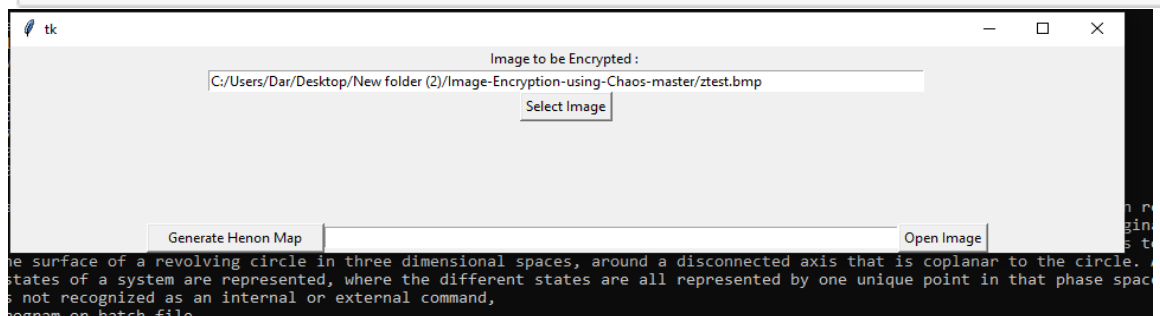 tk
Image to be Encrypted :
C:/Users/Dar/Desktop/New folder (2)/Image-Encryption-using-Chaos-master/ztest.bmp
Select Image
Generate Henon Map
Open Image
he surface of a revolving circle in three dimensional spaces, around a disconnected axis that is coplanar to the circle.
states of a system are represented, where the different states are all represented by one unique point in that phase spac
s not recognized as an internal or external command,